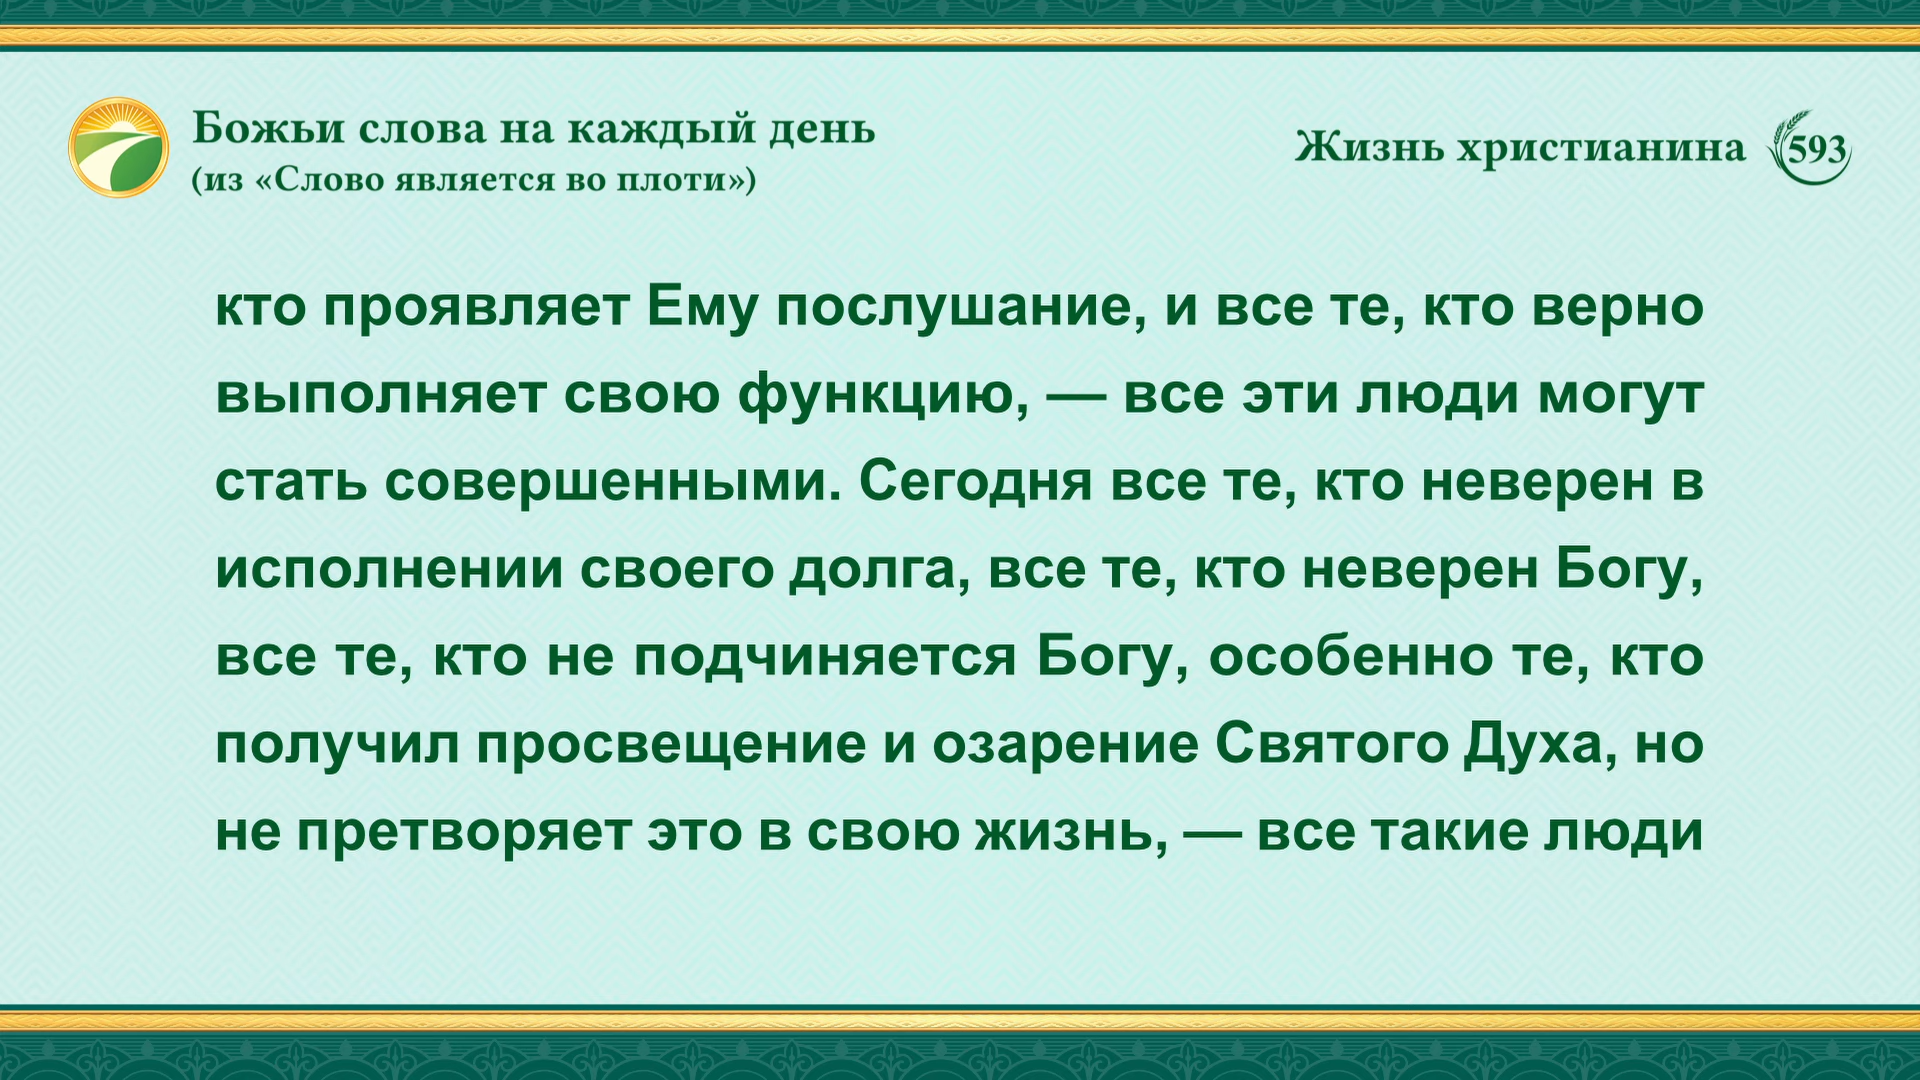 Божьи слова на каждый день
(из «Слово является во плоти»)
Жизнь христианина 593
кто проявляет Ему послушание, и все те, кто верно
выполняет свою функцию, — все эти люди могут
стать совершенными. Сегодня все те, кто неверен в
исполнении своего долга, все те, кто неверен Богу,
все те, кто не подчиняется Богу, особенно те, кто
получил просвещение и озарение Святого Духа, но
не претворяет это в свою жизнь, — все такие люди